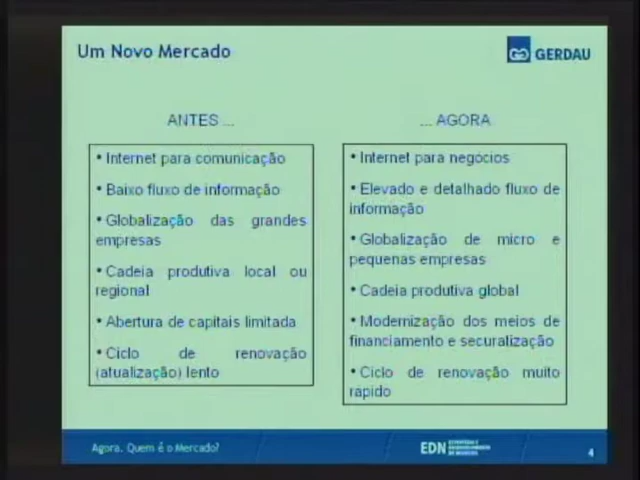 Um Novo Mercado
GERDAU
ANTES ...
• Internet para comunicação
• Baixo fluxo de informação
• Globalização das grandes
empresas
• Cadeia produtiva local ou
regional
• Abertura de capitais limitada
• Ciclo de renovação
(atualização) lento
... AGORA
• Internet para negócios
• Elevado e detalhado fluxo de
informação
• Globalização de micro e
pequenas empresas
• Cadeia produtiva global
• Modernização dos meios de
financiamento e securalização
• Ciclo de renovação muito
rapido
Agora. Quem é o Mercado?
EDN
4